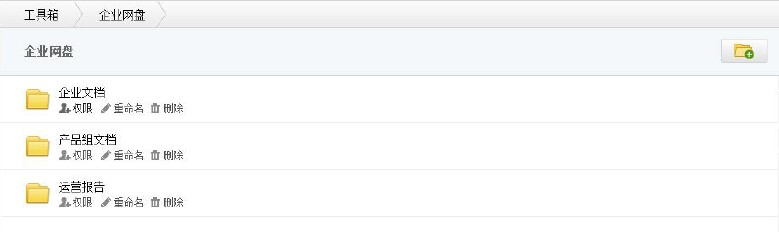 工具箱 企业网盘
企业网盘
企业文档
权限 重命名 删除
产品组文档
权限 重命名 删除
运营报告
权限 重命名 删除